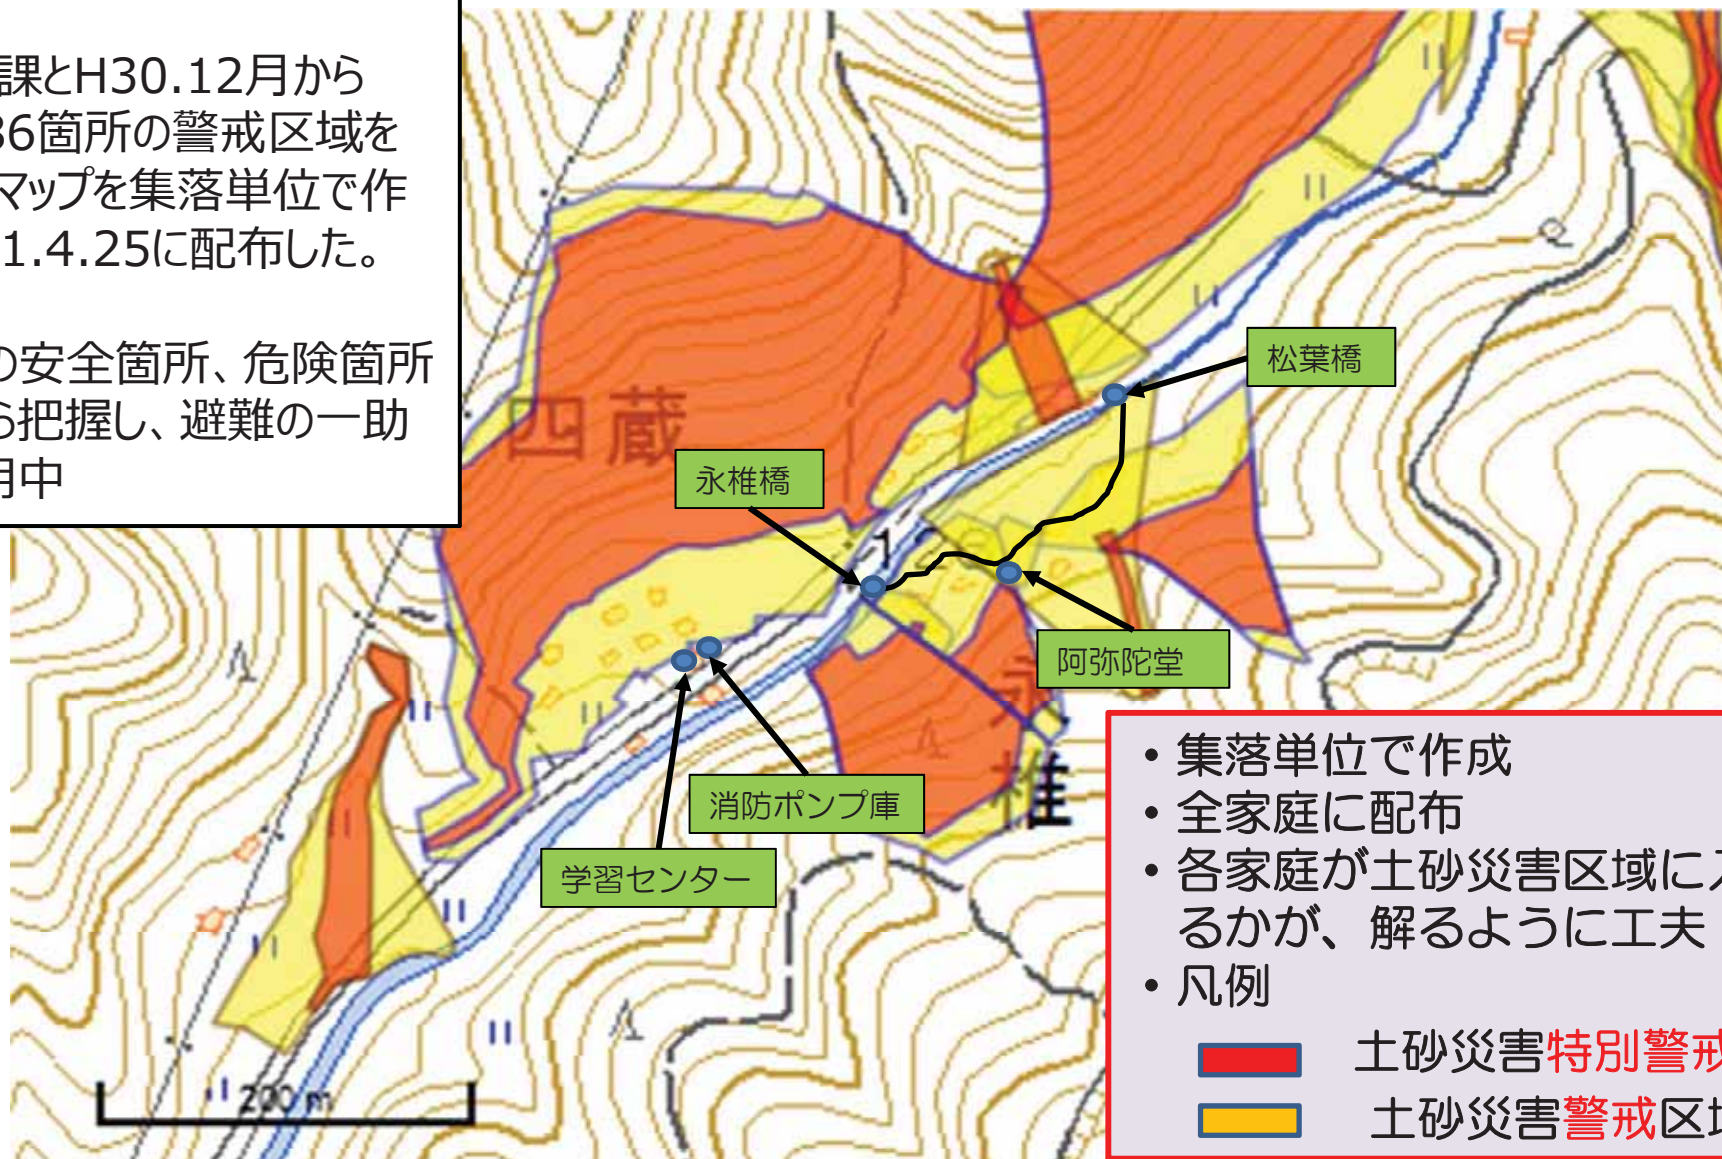 課とH30.12月から
36箇所の警戒区域を
マップを集落単位で作
1.4.25に配布した。
の安全箇所、危険箇所
ら把握し、避難の一助
用中
松葉橋
四蔵
永椎橋
阿弥陀堂
永
椎
消防ポンプ庫
学習センター
200 m
・集落単位で作成
・全家庭に配布
・各家庭が土砂災害区域に入
るかが、解るように工夫
・凡例
土砂災害特別警戒
土砂災害警戒区域